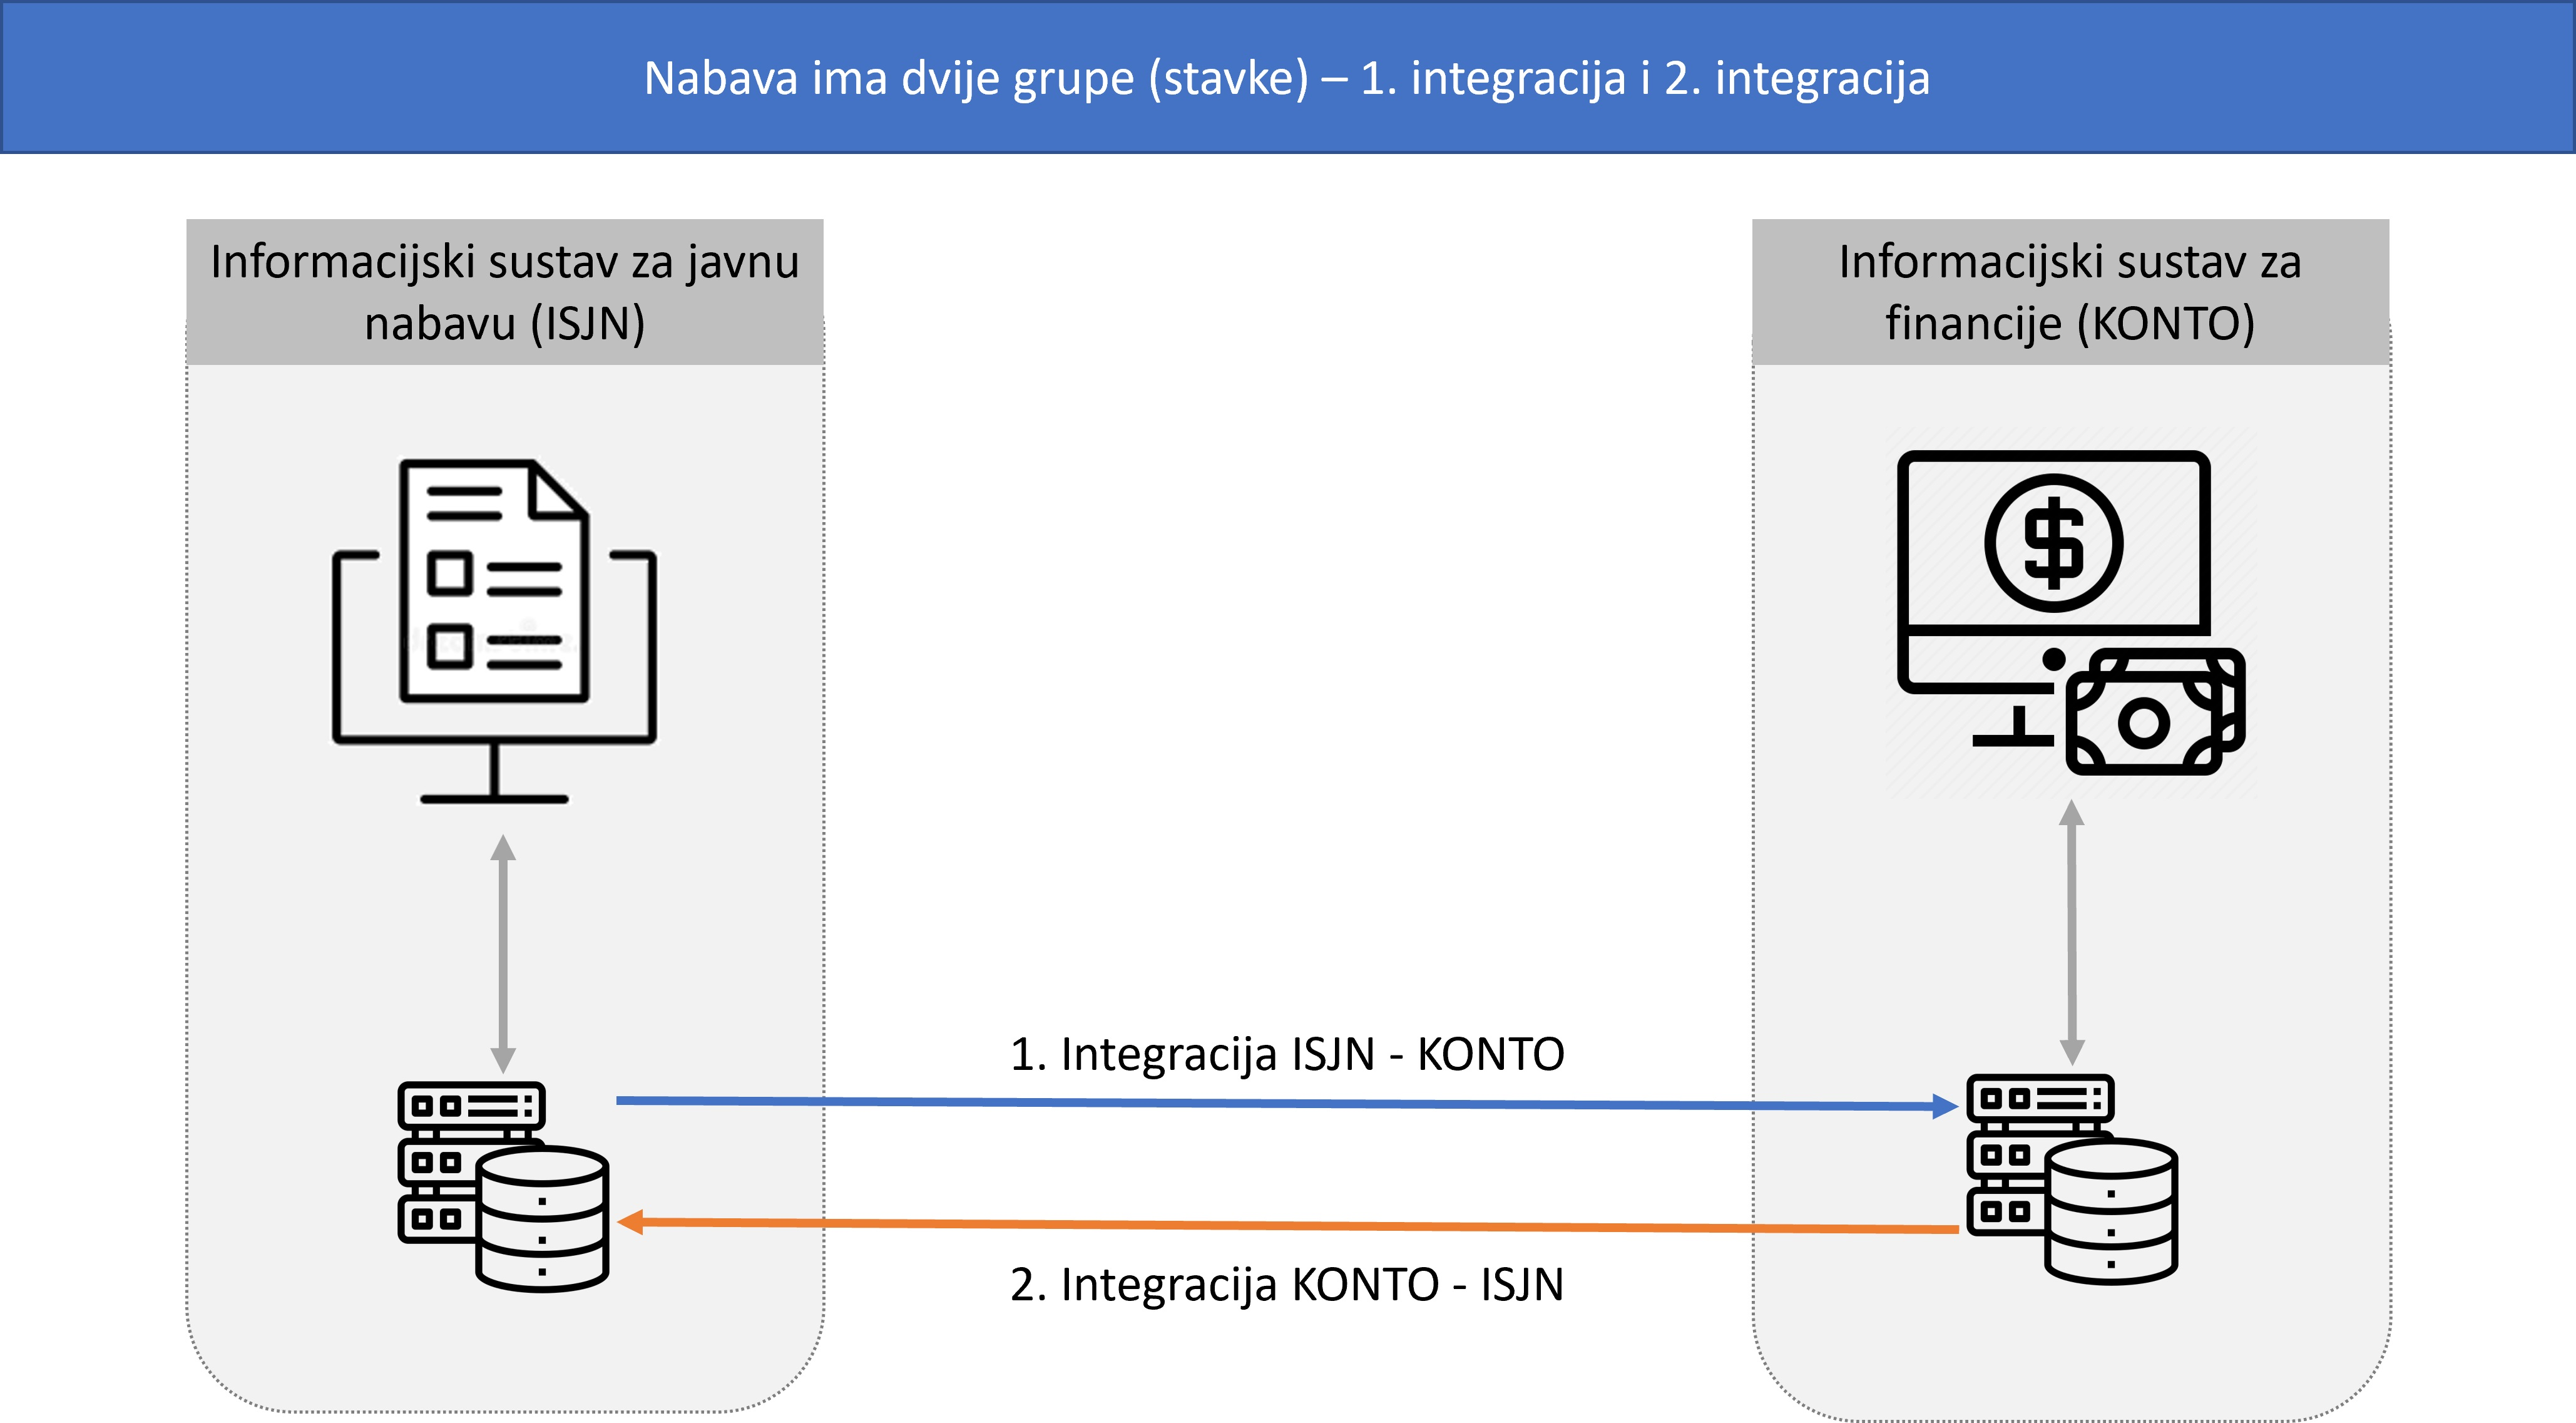 Nabava ima dvije grupe (stavke) – 1. integracija i 2. integracija
Informacijski sustav za javnu
nabavu (ISJN)
Informacijski sustav za
financije (KONTO)
1. Integracija ISJN - KONTO
2. Integracija KONTO - ISJN